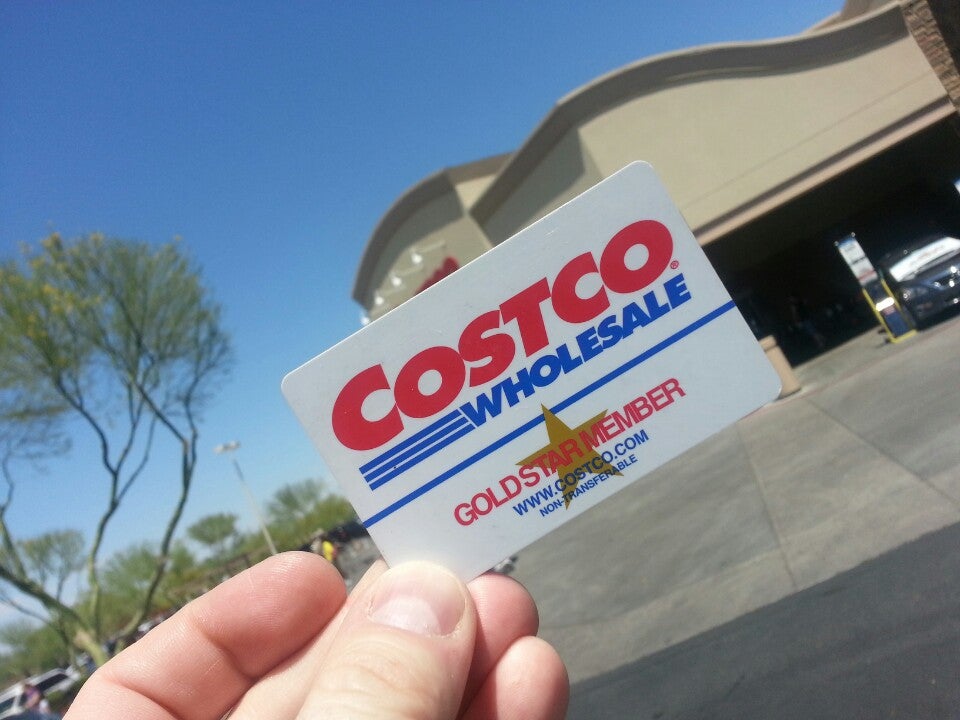 COSTCO®
WHOLESALE
GOLD STAR MEMBER
WWW.COSTCO.COM
NON-TRANSFERABLE